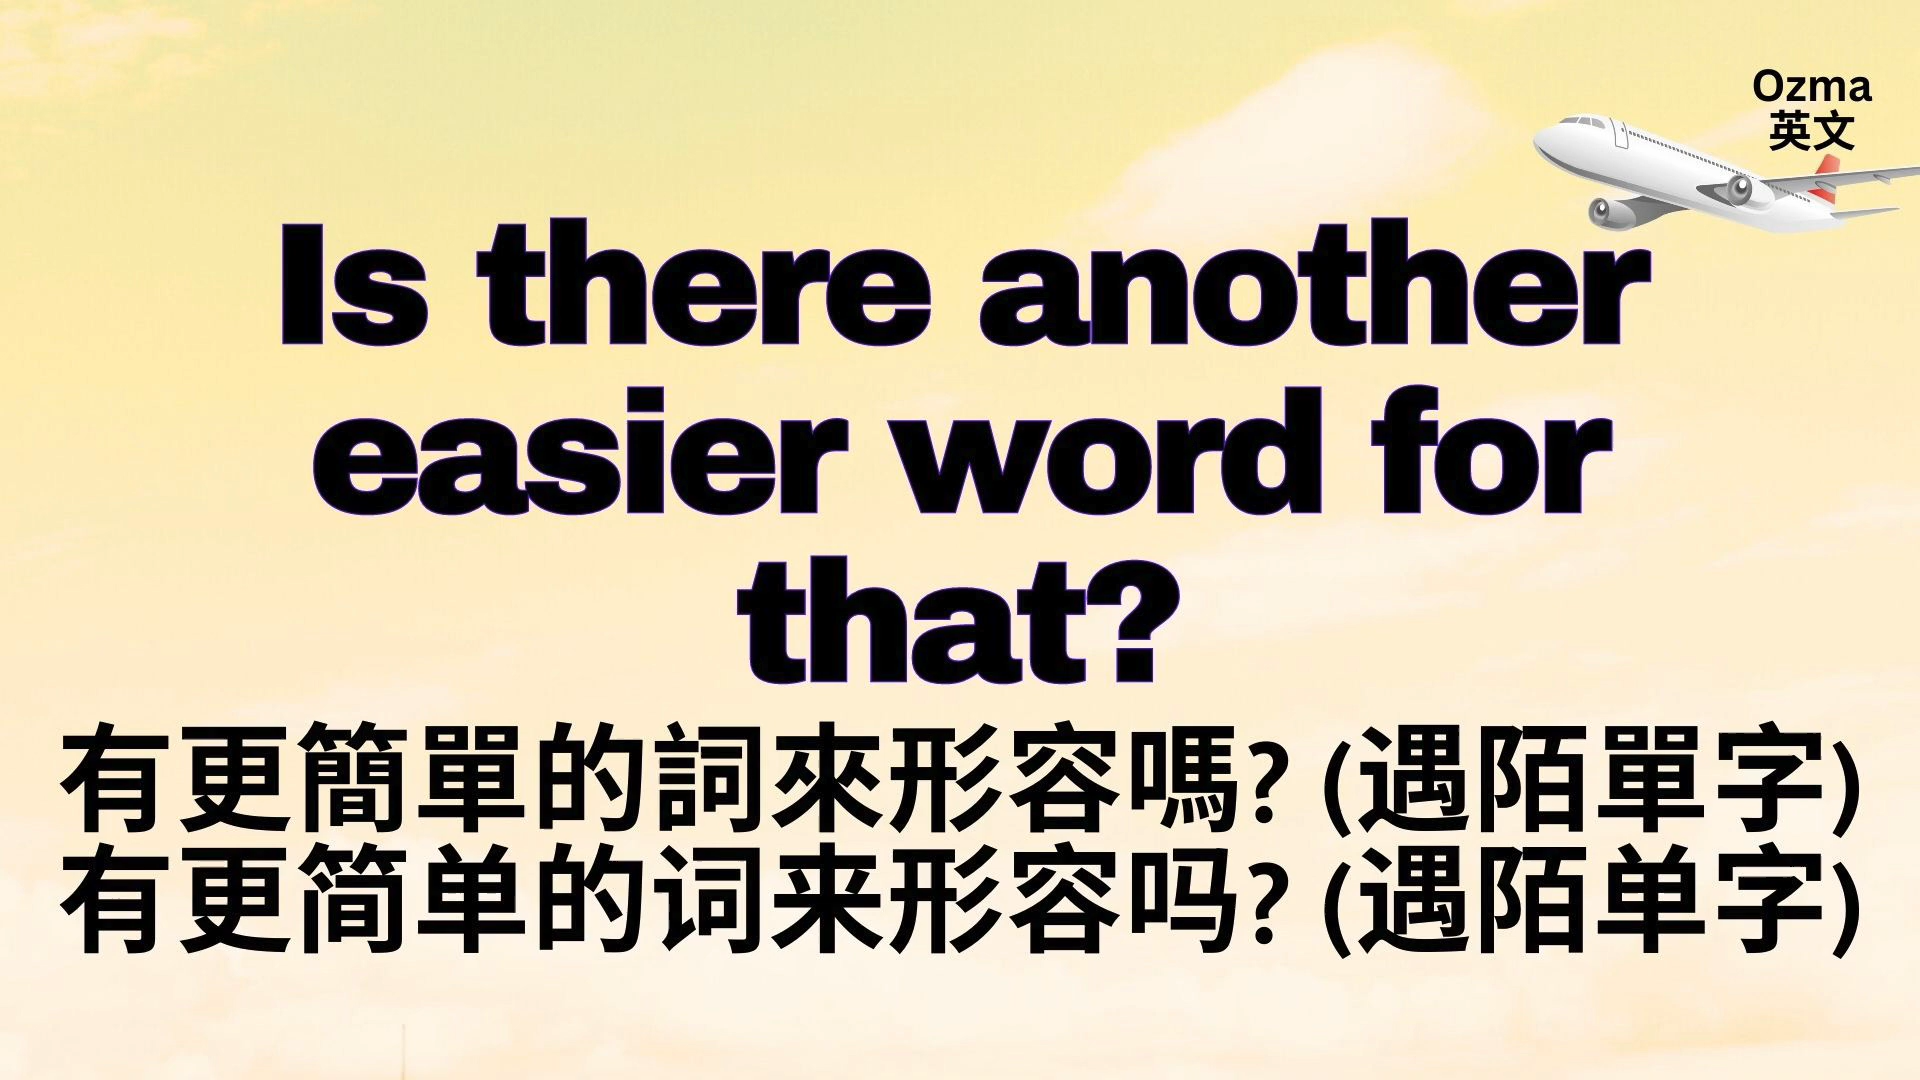 Ozma
英文
Is there another
easier word for
that?
有更簡單的詞來形容嗎? (遇陌單字)
有更简单的词来形容吗? (遇陌单字)